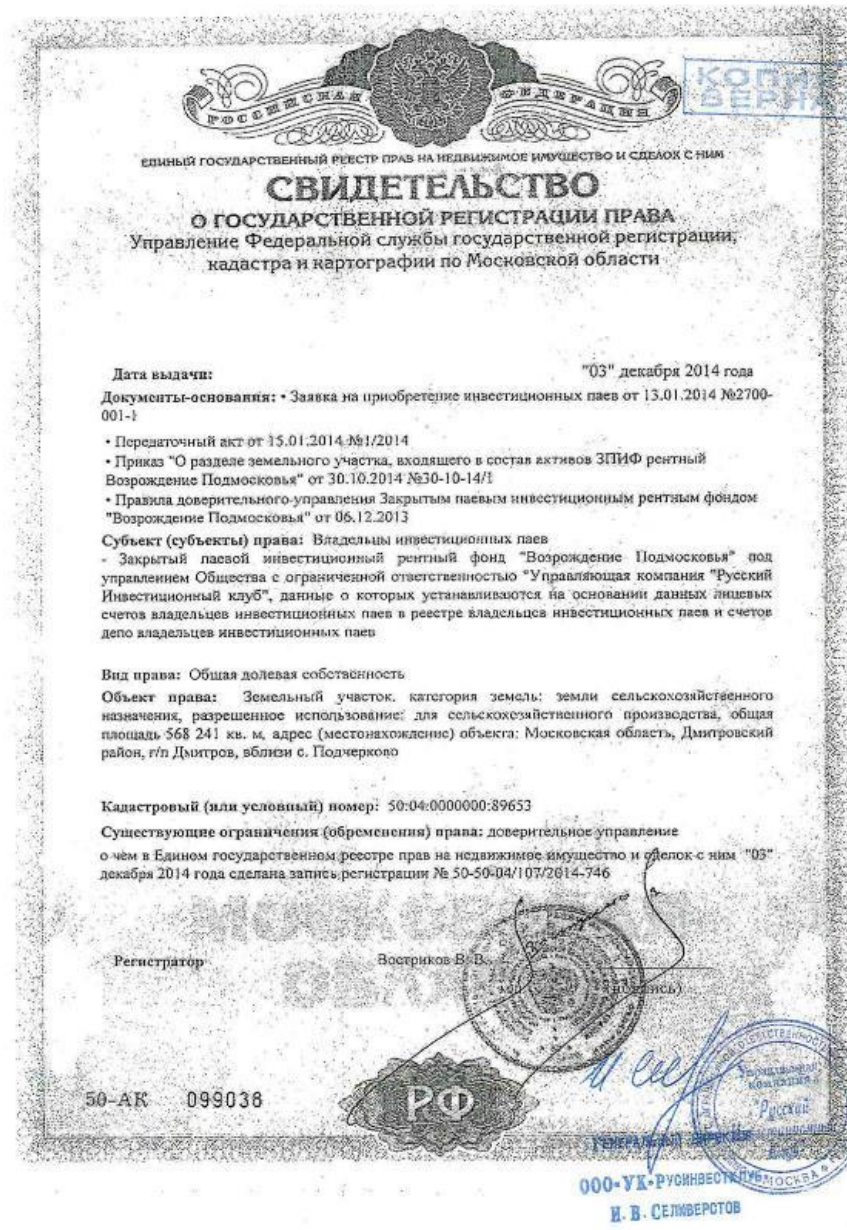 КОПИЯ
ВЕРНА
РОССИЙСКАЯ ФЕДЕРАЦИЯ
ЕДИНЫЙ ГОСУДАРСТВЕННЫЙ РЕЕСТР ПРАВ НА НЕДВИЖИМОЕ ИМУЩЕСТВО И СДЕЛОК С НИМ
СВИДЕТЕЛЬСТВО
О ГОСУДАРСТВЕННОЙ РЕГИСТРАЦИИ ПРАВА
Управление Федеральной службы государственной регистрации,
кадастра и картографии по Московской области
Дата выдачи: "03" декабря 2014 года
Документы-основания: • Заявка на приобретение инвестиционных паев от 13.01.2014 №2700-
001-1
• Передаточный акт от 15.01.2014 №1/2014
• Приказ "О разделе земельного участка, входящего в состав активов ЗПИФ рентный
Возрождение Подмосковья" от 30.10.2014 №30-10-14/1
• Правила доверительного управления Закрытым паевым инвестиционным рентным фондом
"Возрождение Подмосковья" от 06.12.2013
Субъект (субъекты) права: Владельцы инвестиционных паев
- Закрытый паевой инвестиционный рентный фонд "Возрождение Подмосковья" под
управлением Общества с ограниченной ответственностью "Управляющая компания "Русский
Инвестиционный клуб", данные о которых устанавливаются на основании данных лицевых
счетов владельцев инвестиционных паев в реестре владельцев инвестиционных паев и счетов
депо владельцев инвестиционных паев
Вид права: Общая долевая собственность
Объект права: Земельный участок, категория земель: земли сельскохозяйственного
назначения, разрешенное использование: для сельскохозяйственного производства, общая
площадь 568 241 кв. м, адрес (местонахождение) объекта: Московская область, Дмитровский
район, г/п Дмитров, вблизи с. Подчерково
Кадастровый (или условный) номер: 50:04:0000000:89653
Существующие ограничения (обременения) права: доверительное управление
о чем в Едином государственном реестре прав на недвижимое имущество и сделок с ним "03"
декабря 2014 года сделана запись регистрации № 50-50-04/107/2014-746
МОСКОВСКАЯ
Регистратор Востриков В. В.
(подпись)
50-АК 099038
РФ
Управляющая
компания
"Русский
ГЕНЕРАЛЬНЫЙ ДИРЕКТОР
МОСКВА
ООО "УК "РУСИНВЕСТКЛУБ"
И. В. СЕЛИВЕРСТОВ